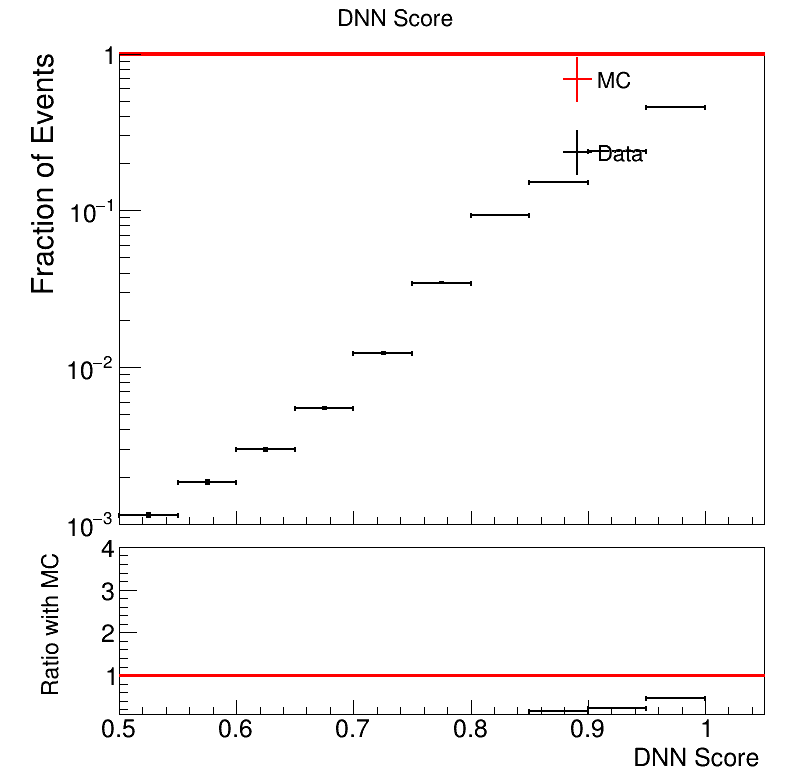 DNN Score
Fraction of Events
1
10⁻¹
10⁻²
10⁻³
MC
Data
Ratio with MC
4
3
2
1
0.5 0.6 0.7 0.8 0.9 1
DNN Score